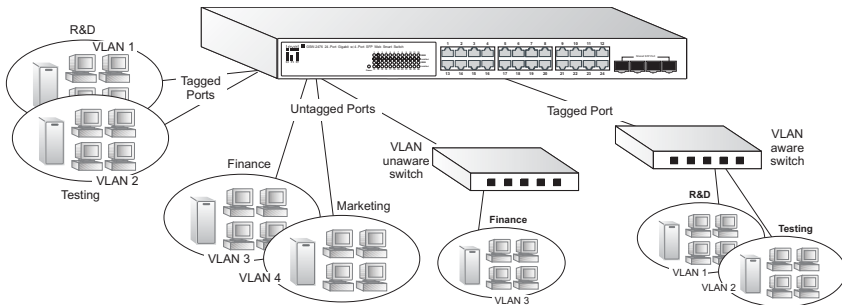 R&D
VLAN 1
Tagged
Ports
VLAN 2
Testing
1 2 3 4 5 6 7 8 9 10 11 12
13 14 15 16 17 18 19 20 21 22 23 24
Untagged Ports
Tagged Port
Finance
VLAN 3
Marketing
VLAN 4
VLAN
unaware
switch
Finance
VLAN 3
VLAN
aware
switch
R&D
VLAN 1
Testing
VLAN 2